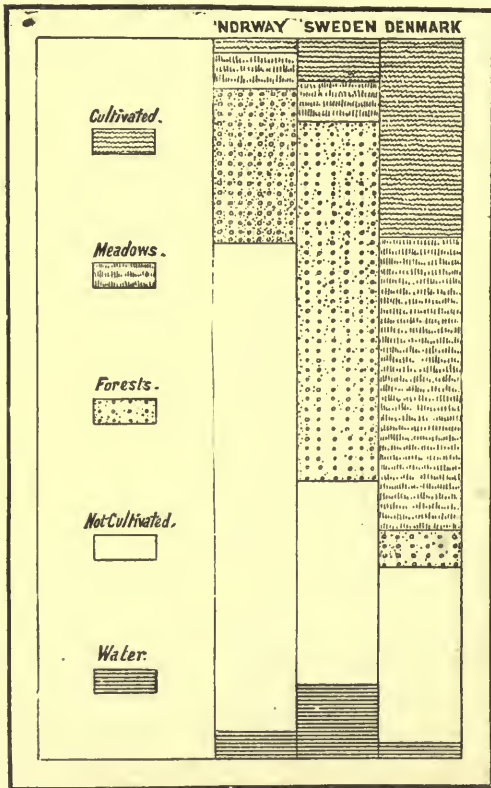 NORWAY SWEDEN DENMARK
Cultivated.
Meadows.
Forests.
Not Cultivated.
Water.